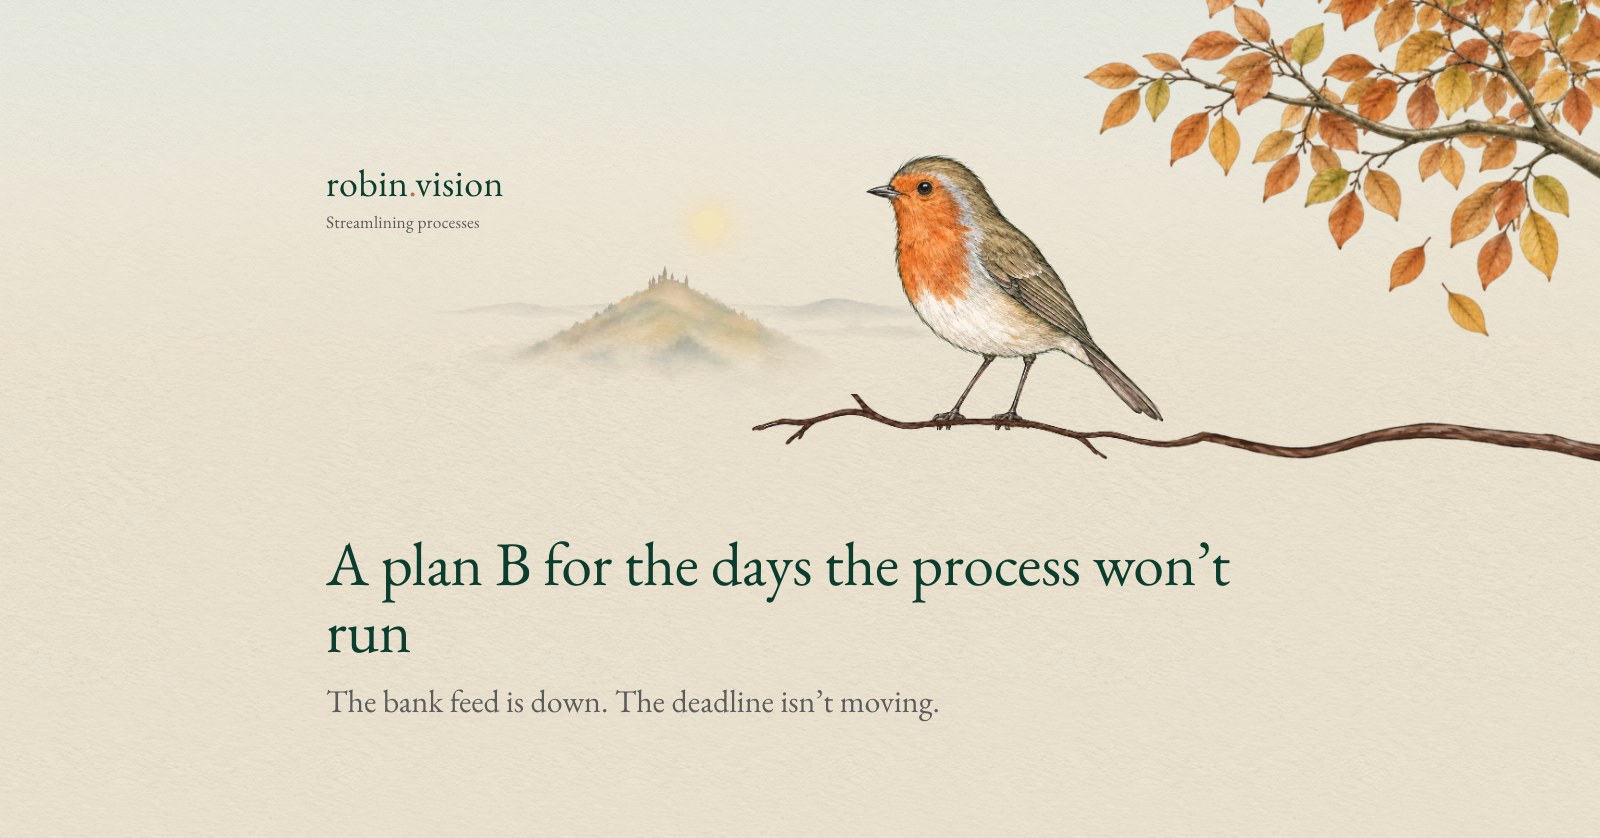 robin.vision
Streamlining processes
A plan B for the days the process won’t
run
The bank feed is down. The deadline isn’t moving.